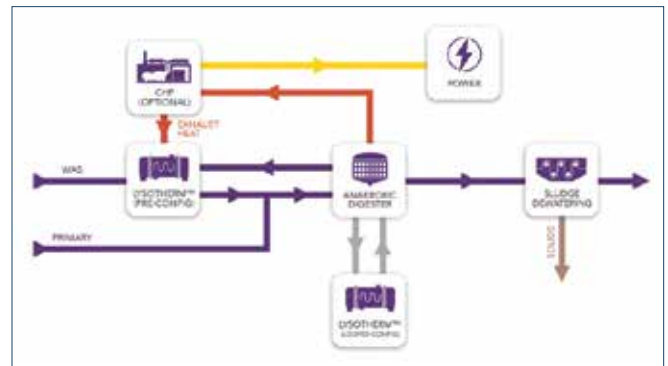 CHP
(OPTIONAL)
POWER
EXHAUST
HEAT
WAS
LYSOTHERM™
(PRE-CONFIG)
ANAEROBIC
DIGESTER
SLUDGE
DEWATERING
PRIMARY
SOLIDS
LYSOTHERM™